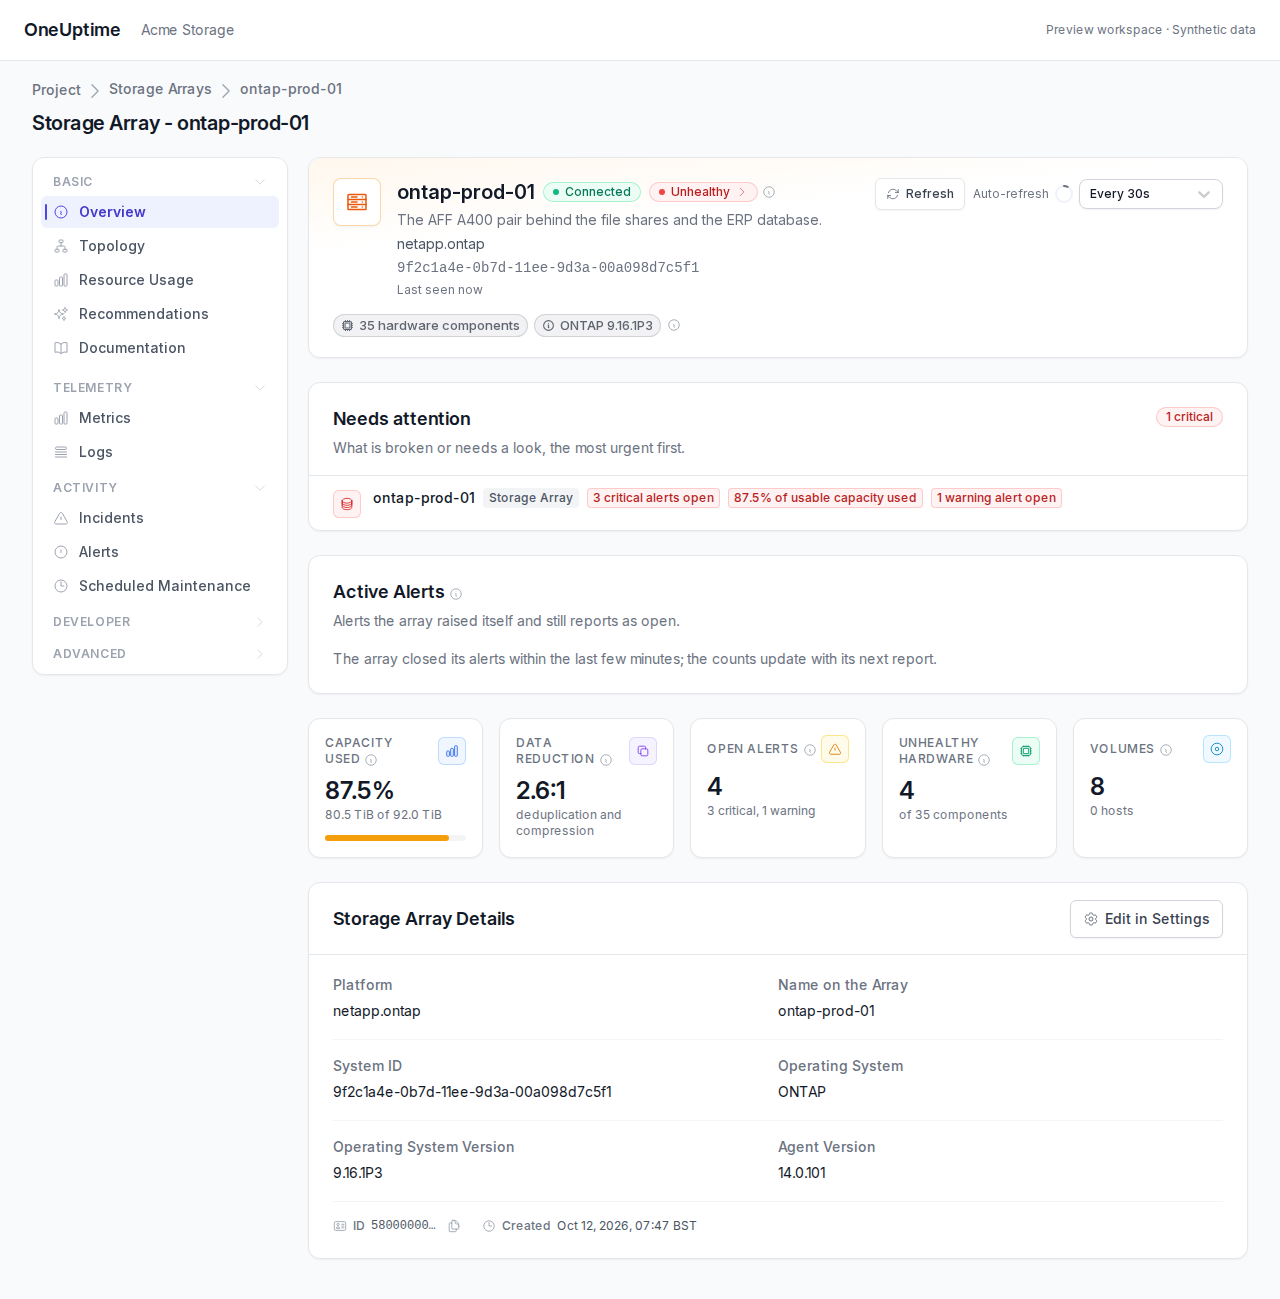 OneUptime
Acme Storage
Preview workspace · Synthetic data
Project
Storage Arrays
ontap-prod-01
Storage Array - ontap-prod-01
BASIC
Overview
Topology
Resource Usage
Recommendations
Documentation
TELEMETRY
Metrics
Logs
ACTIVITY
Incidents
Alerts
Scheduled Maintenance
DEVELOPER
ADVANCED
ontap-prod-01
Connected
Unhealthy
Refresh
Auto-refresh
Every 30s
The AFF A400 pair behind the file shares and the ERP database.
netapp.ontap
9f2c1a4e-0b7d-11ee-9d3a-00a098d7c5f1
Last seen now
35 hardware components
ONTAP 9.16.1P3
Needs attention
1 critical
What is broken or needs a look, the most urgent first.
ontap-prod-01
Storage Array
3 critical alerts open
87.5% of usable capacity used
1 warning alert open
Active Alerts
Alerts the array raised itself and still reports as open.
The array closed its alerts within the last few minutes; the counts update with its next report.
CAPACITY
USED
87.5%
80.5 TiB of 92.0 TiB
DATA
REDUCTION
2.6:1
deduplication and
compression
OPEN ALERTS
4
3 critical, 1 warning
UNHEALTHY
HARDWARE
4
of 35 components
VOLUMES
8
0 hosts
Storage Array Details
Edit in Settings
Platform
netapp.ontap
Name on the Array
ontap-prod-01
System ID
9f2c1a4e-0b7d-11ee-9d3a-00a098d7c5f1
Operating System
ONTAP
Operating System Version
9.16.1P3
Agent Version
14.0.101
ID 58000000…
Created Oct 12, 2026, 07:47 BST